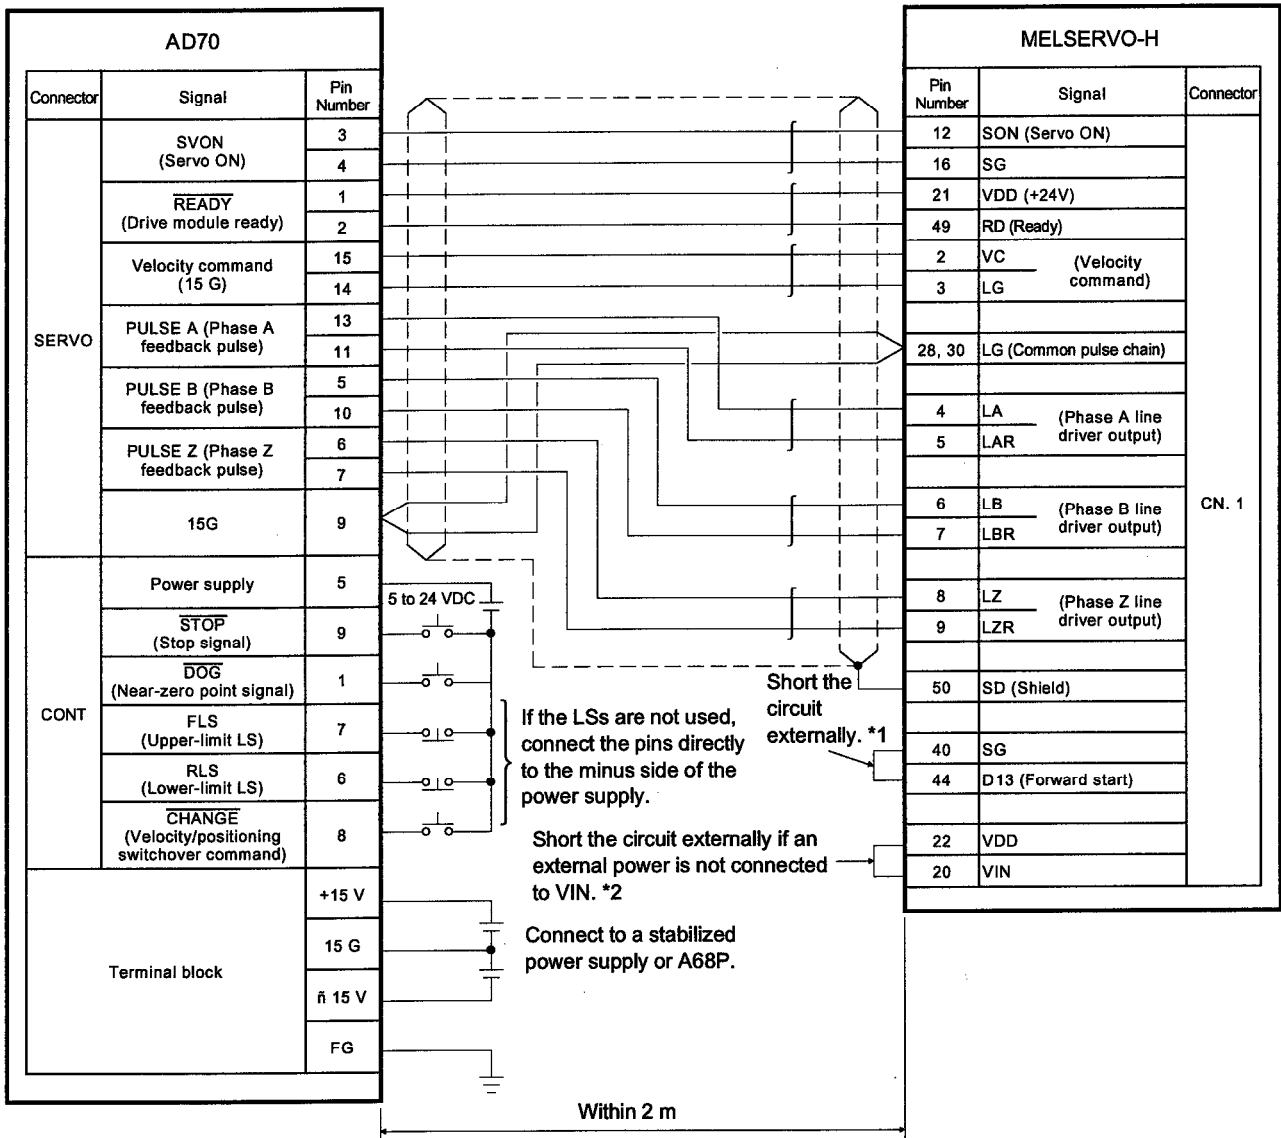 AD70
Connector Signal Pin Number
SERVO
SVON (Servo ON)
3
4
READY (Drive module ready)
1
2
Velocity command (15 G)
15
14
PULSE A (Phase A feedback pulse)
13
11
PULSE B (Phase B feedback pulse)
5
10
PULSE Z (Phase Z feedback pulse)
6
7
15G
9
CONT
Power supply
5
STOP (Stop signal)
9
DOG (Near-zero point signal)
1
FLS (Upper-limit LS)
7
RLS (Lower-limit LS)
6
CHANGE (Velocity/positioning switchover command)
8
Terminal block
+15 V
15 G
ñ 15 V
FG
5 to 24 VDC
If the LSs are not used,
connect the pins directly
to the minus side of the
power supply.
Short the
circuit
externally. *1
Short the circuit externally if an
external power is not connected
to VIN. *2
Connect to a stabilized
power supply or A68P.
Within 2 m
MELSERVO-H
Pin Number Signal Connector
12 SON (Servo ON)
16 SG
21 VDD (+24V)
49 RD (Ready)
2 VC
3 LG
(Velocity command)
28, 30 LG (Common pulse chain)
4 LA
5 LAR
(Phase A line driver output)
6 LB
7 LBR
(Phase B line driver output)
8 LZ
9 LZR
(Phase Z line driver output)
50 SD (Shield)
40 SG
44 D13 (Forward start)
22 VDD
20 VIN
CN. 1